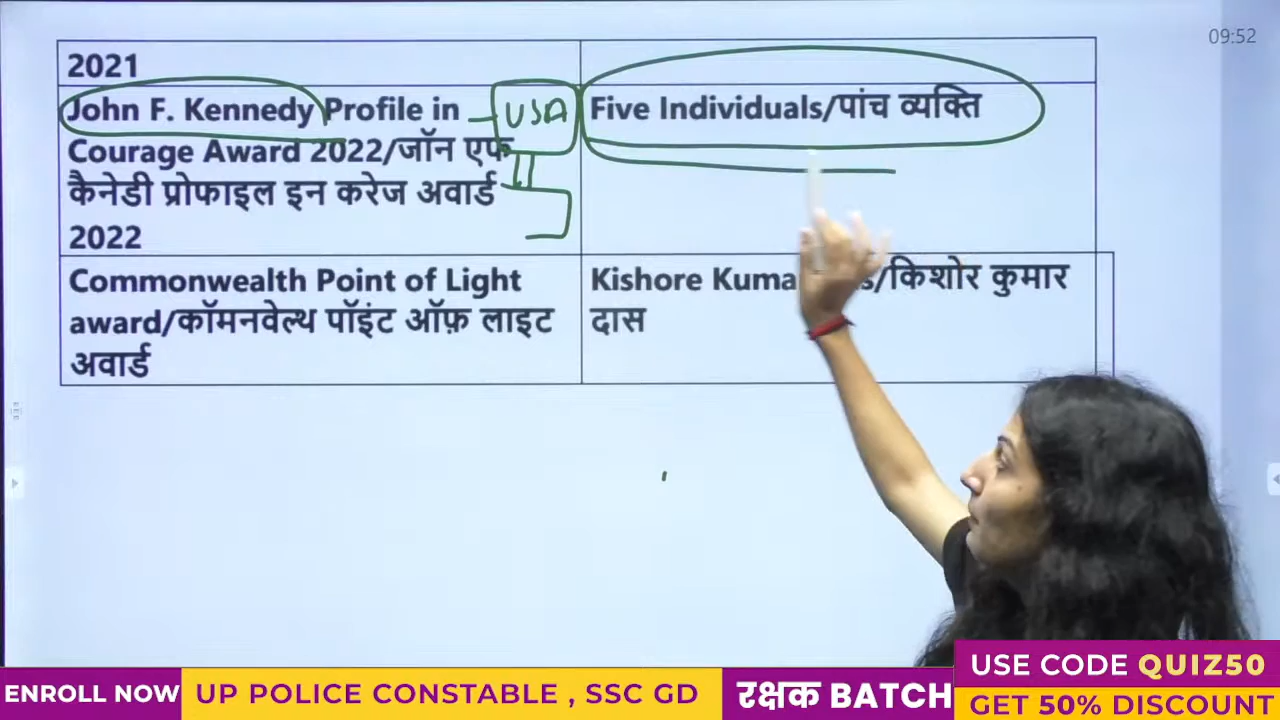 09:52
2021
John F. Kennedy Profile in
USA
Five Individuals/पांच व्यक्ति
Courage Award 2022/जॉन एफ
कैनेडी प्रोफाइल इन करेज अवार्ड
2022
Commonwealth Point of Light
award/कॉमनवेल्थ पॉइंट ऑफ़ लाइट
अवार्ड
Kishore /किशोर कुमार
दास
USE CODE QUIZ50
ENROLL NOW UP POLICE CONSTABLE , SSC GD रक्षक BATCH
GET 50% DISCOUNT